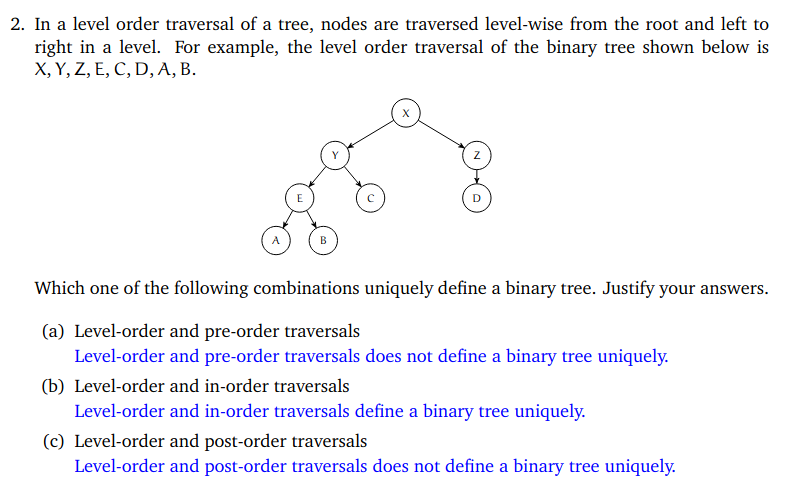 2. In a level order traversal of a tree, nodes are traversed level-wise from the root and left to
right in a level. For example, the level order traversal of the binary tree shown below is
X, Y, Z, E, C, D, A, B.
X
Y
Z
E
C
D
A
B
Which one of the following combinations uniquely define a binary tree. Justify your answers.
(a) Level-order and pre-order traversals
Level-order and pre-order traversals does not define a binary tree uniquely.
(b) Level-order and in-order traversals
Level-order and in-order traversals define a binary tree uniquely.
(c) Level-order and post-order traversals
Level-order and post-order traversals does not define a binary tree uniquely.